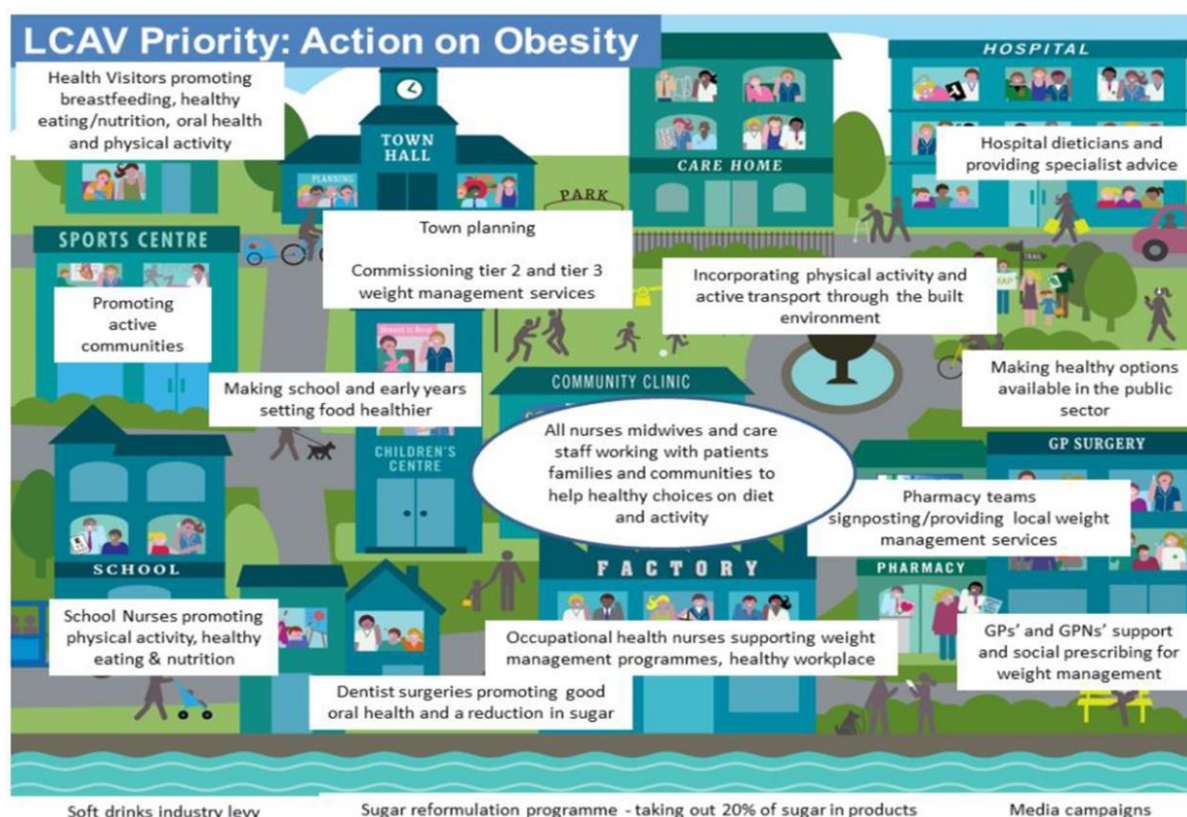 LCAV Priority: Action on Obesity
HOSPITAL
Health Visitors promoting
breastfeeding, healthy
eating/nutrition, oral health
and physical activity
TOWN
HALL
PLANNING
CARE HOME
Hospital dieticians and
providing specialist advice
PARK
SPORTS CENTRE
Town planning
Commissioning tier 2 and tier 3
weight management services
Incorporating physical activity and
active transport through the built
environment
TRAIL
MAP
Promoting
active
communities
Breast is Best
Making school and early years
setting food healthier
COMMUNITY CLINIC
Making healthy options
available in the public
sector
CHILDREN'S
CENTRE
All nurses midwives and care
staff working with patients
families and communities to
help healthy choices on diet
and activity
GP SURGERY
Pharmacy teams
signposting/providing local weight
management services
SCHOOL
FACTORY
PHARMACY
School Nurses promoting
physical activity, healthy
eating & nutrition
Occupational health nurses supporting weight
management programmes, healthy workplace
GPs' and GPNs' support
and social prescribing for
weight management
Dentist surgeries promoting good
oral health and a reduction in sugar
Soft drinks industry levy
Sugar reformulation programme - taking out 20% of sugar in products
Media campaigns